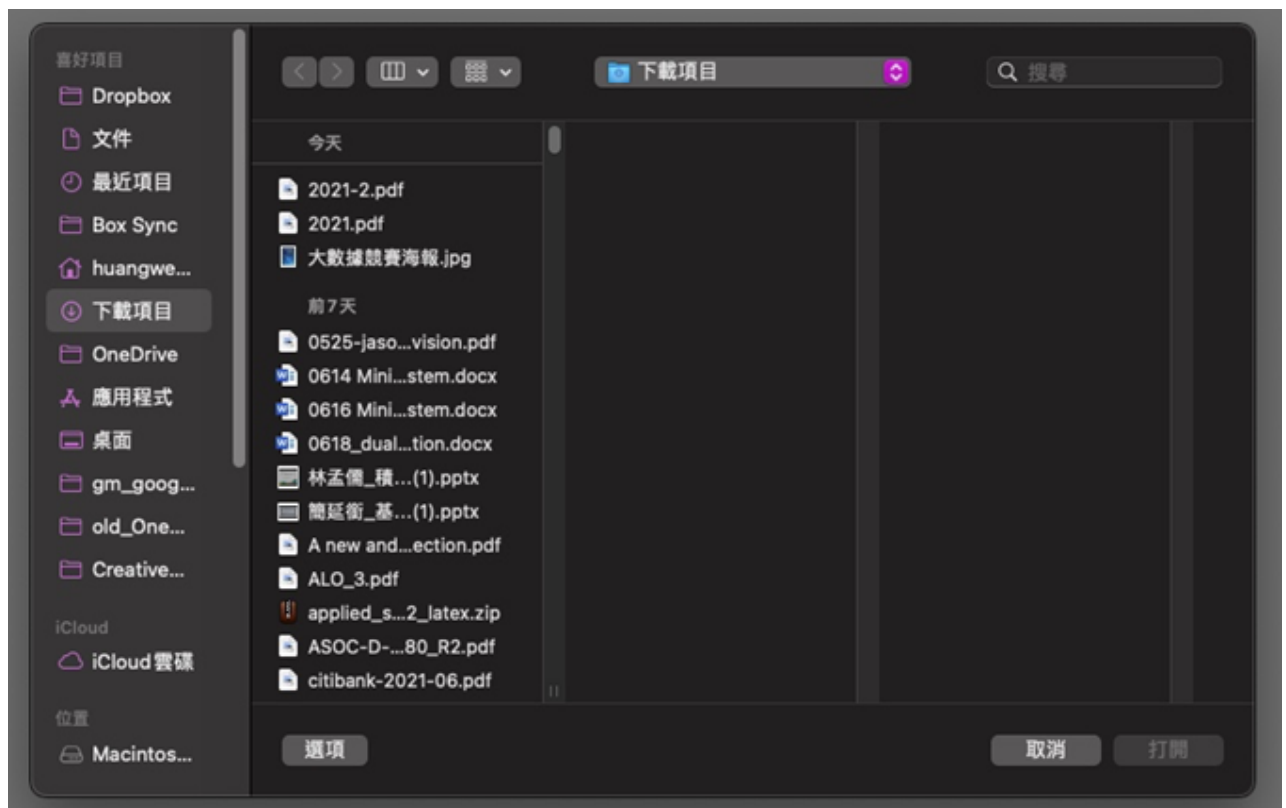 喜好項目
Dropbox
文件
最近項目
Box Sync
huangwe...
下載項目
OneDrive
應用程式
桌面
gm_goog...
old_One...
Creative...
iCloud
iCloud雲碟
位置
Macintos...
下載項目
搜尋
今天
2021-2.pdf
2021.pdf
大數據競賽海報.jpg
前7天
0525-jaso...vision.pdf
0614 Mini...stem.docx
0616 Mini...stem.docx
0618_dual...tion.docx
林孟儒_積...(1).pptx
簡延銜_基...(1).pptx
A new and...ection.pdf
ALO_3.pdf
applied_s...2_latex.zip
ASOC-D-...80_R2.pdf
citibank-2021-06.pdf
選項
取消
打開